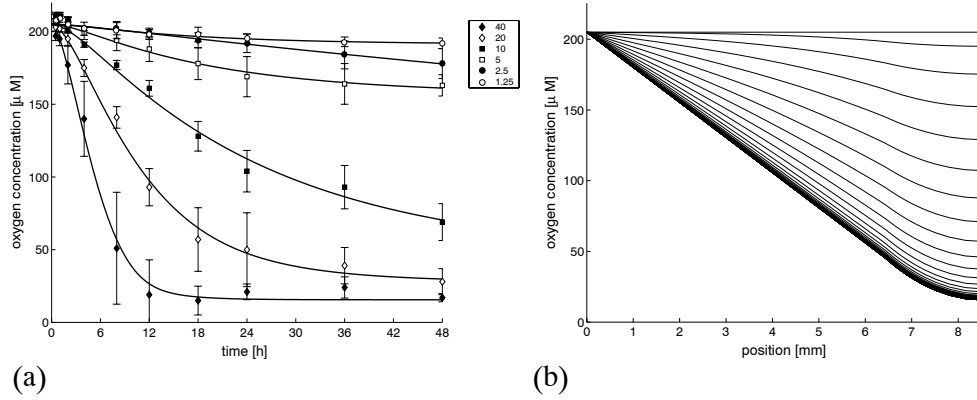 200
150
100
50
0
oxygen concentration [μ M]
0 6 12 18 24 30 36 42 48
time [h]
40
20
10
5
2.5
1.25
(a)
200
150
100
50
0
oxygen concentration [μ M]
0 1 2 3 4 5 6 7 8
position [mm]
(b)